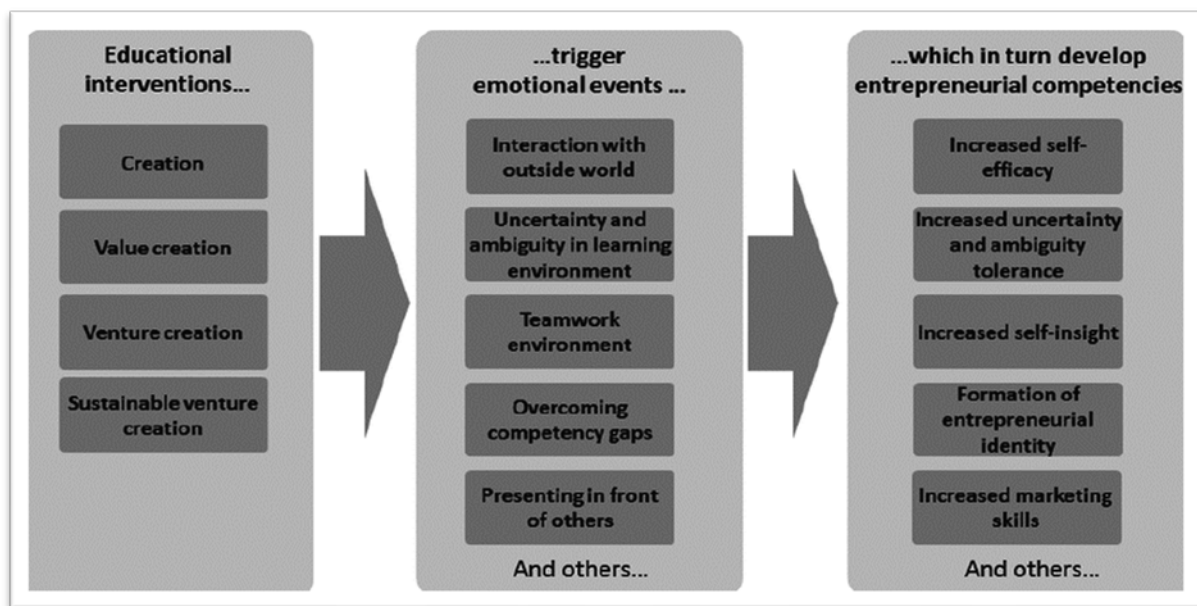 Educational
interventions...
Creation
Value creation
Venture creation
Sustainable venture
creation
...trigger
emotional events ...
Interaction with
outside world
Uncertainty and
ambiguity in learning
environment
Teamwork
environment
Overcoming
competency gaps
Presenting in front
of others
And others...
...which in turn develop
entrepreneurial competencies
Increased self-
efficacy
Increased uncertainty
and ambiguity
tolerance
Increased self-insight
Formation of
entrepreneurial
identity
Increased marketing
skills
And others...